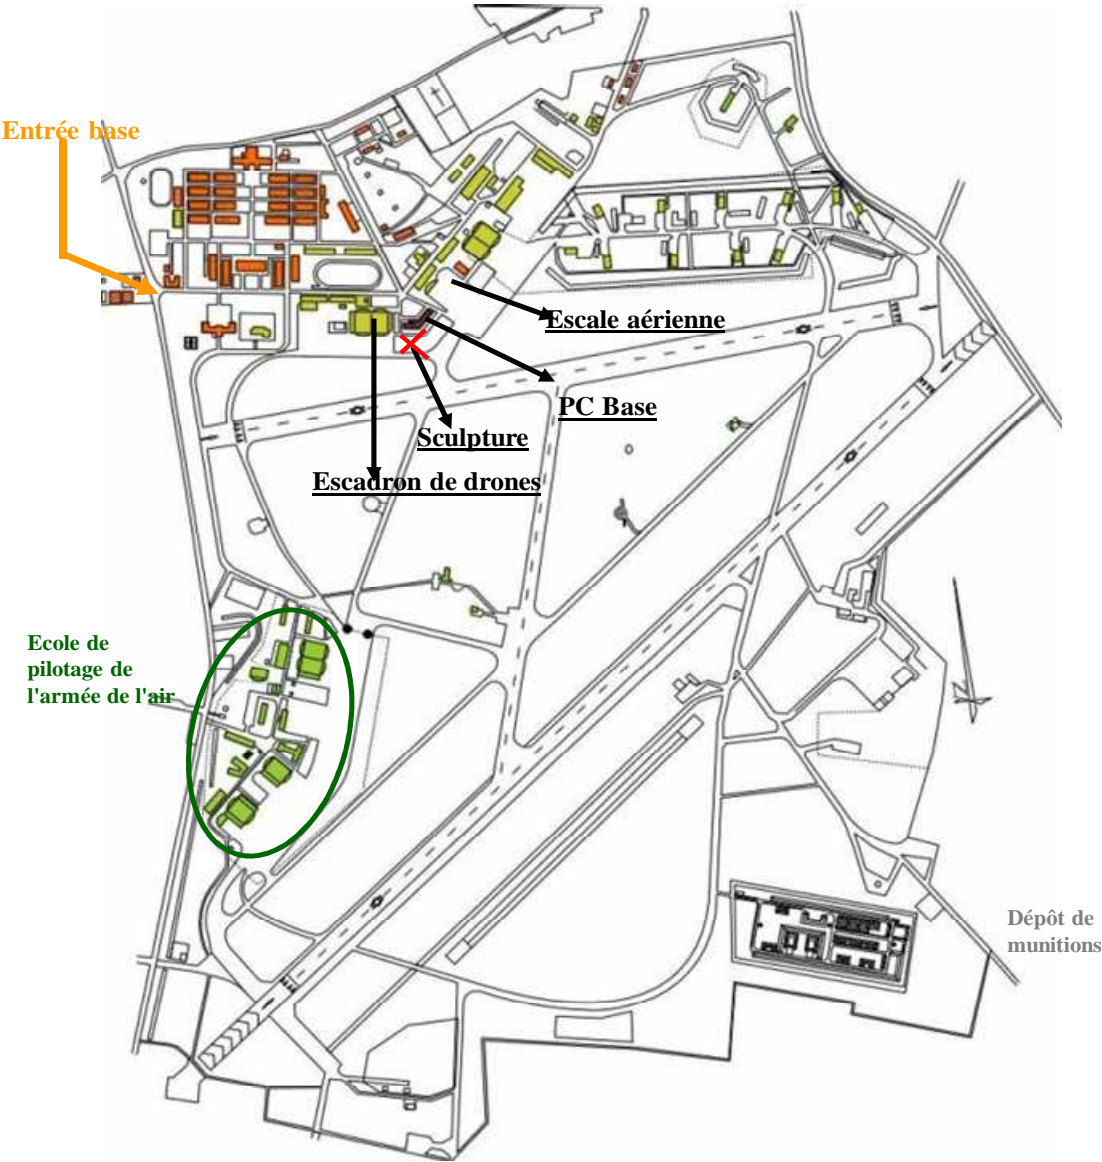 Entrée base
Escale aérienne
PC Base
Sculpture
Escadron de drones
Ecole de
pilotage de
l'armée de l'air
Dépôt de
munitions